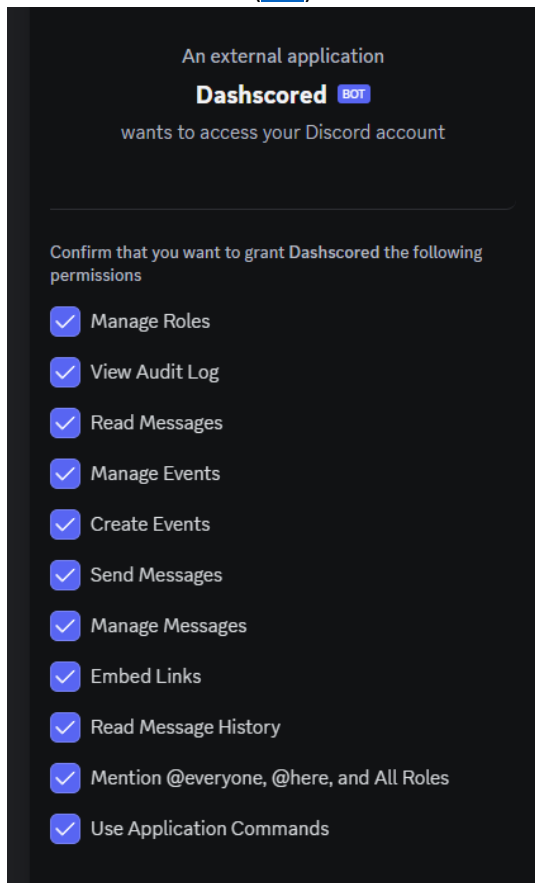 An external application
Dashscored BOT
wants to access your Discord account
Confirm that you want to grant Dashscored the following
permissions
Manage Roles
View Audit Log
Read Messages
Manage Events
Create Events
Send Messages
Manage Messages
Embed Links
Read Message History
Mention @everyone, @here, and All Roles
Use Application Commands